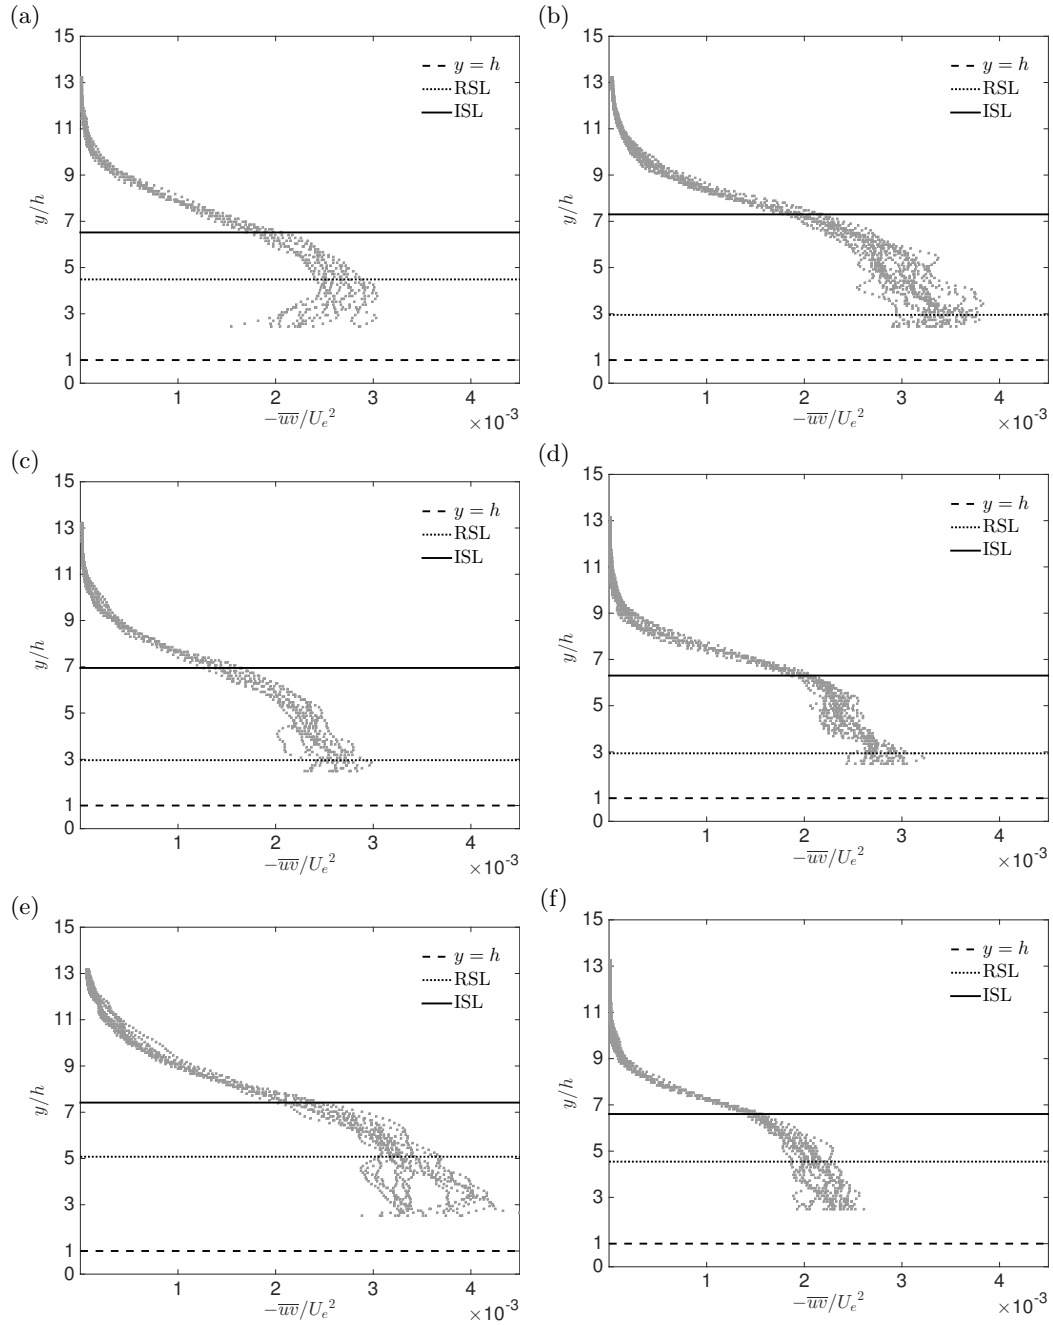 (a)
15
13
11
9
7
5
3
1
0
y/h
y = h
RSL
ISL
1 2 3 4
−uv/Uₑ²
×10⁻³
(b)
15
13
11
9
7
5
3
1
0
y/h
y = h
RSL
ISL
1 2 3 4
−uv/Uₑ²
×10⁻³
(c)
15
13
11
9
7
5
3
1
0
y/h
y = h
RSL
ISL
1 2 3 4
−uv/Uₑ²
×10⁻³
(d)
15
13
11
9
7
5
3
1
0
y/h
y = h
RSL
ISL
1 2 3 4
−uv/Uₑ²
×10⁻³
(e)
15
13
11
9
7
5
3
1
0
y/h
y = h
RSL
ISL
1 2 3 4
−uv/Uₑ²
×10⁻³
(f)
15
13
11
9
7
5
3
1
0
y/h
y = h
RSL
ISL
1 2 3 4
−uv/Uₑ²
×10⁻³